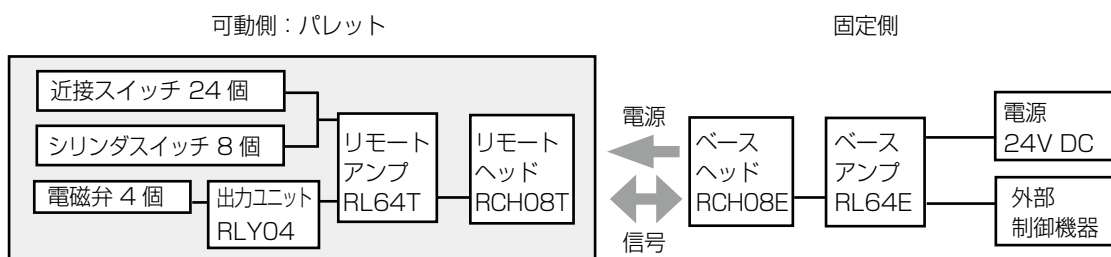 可動側：パレット
固定側
近接スイッチ 24 個
シリンダスイッチ 8 個
電磁弁 4 個
出力ユニット
RLY04
リモート
アンプ
RL64T
リモート
ヘッド
RCH08T
電源
信号
ベース
ヘッド
RCH08E
ベース
アンプ
RL64E
電源
24V DC
外部
制御機器